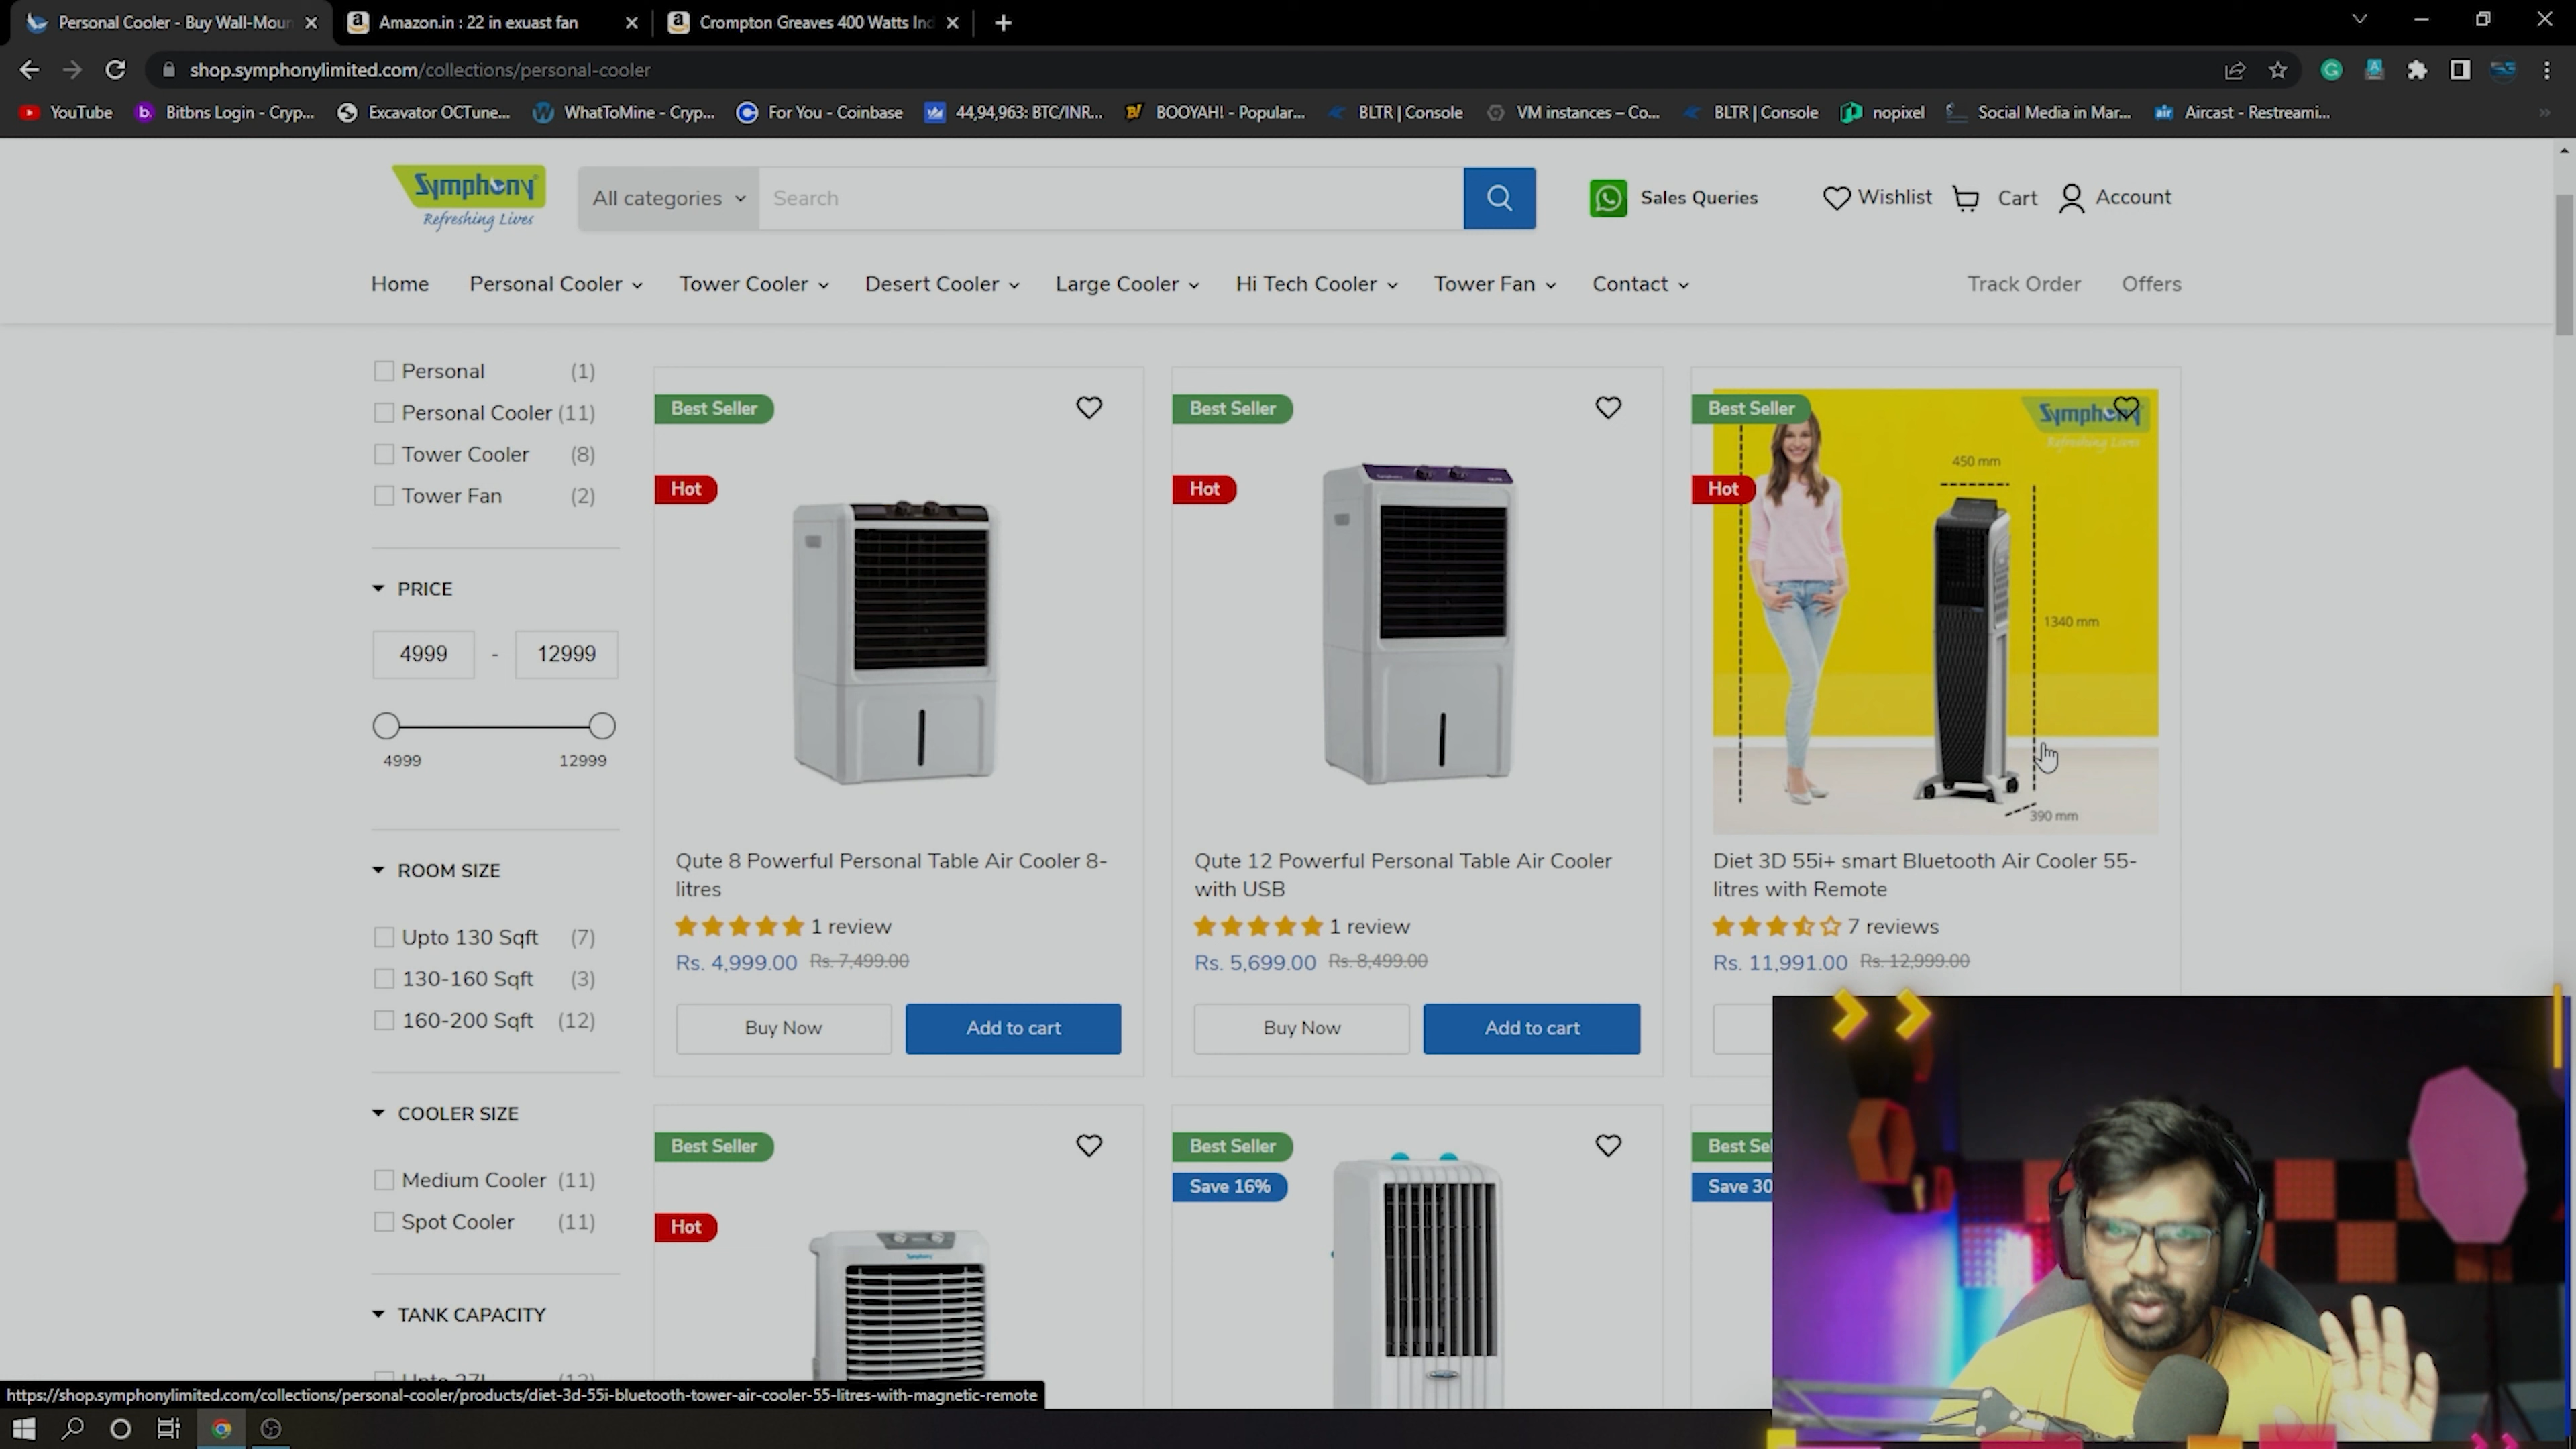 Personal Cooler - Buy Wall-Moun
Amazon.in : 22 in exuast fan
Crompton Greaves 400 Watts Ind
shop.symphonylimited.com/collections/personal-cooler
YouTube
Bitbns Login - Cryp...
Excavator OCTune...
WhatToMine - Cryp...
For You - Coinbase
44,94,963: BTC/INR...
BOOYAH! - Popular...
BLTR | Console
VM instances – Co...
BLTR | Console
nopixel
Social Media in Mar...
Aircast - Restreami...
Symphony
Refreshing Lives
All categories
Search
Sales Queries
Wishlist
Cart
Account
Home
Personal Cooler
Tower Cooler
Desert Cooler
Large Cooler
Hi Tech Cooler
Tower Fan
Contact
Track Order
Offers
Personal (1)
Personal Cooler (11)
Tower Cooler (8)
Tower Fan (2)
PRICE
4999 - 12999
4999 12999
ROOM SIZE
Upto 130 Sqft (7)
130-160 Sqft (3)
160-200 Sqft (12)
COOLER SIZE
Medium Cooler (11)
Spot Cooler (11)
TANK CAPACITY
Best Seller
Hot
Qute 8 Powerful Personal Table Air Cooler 8-
litres
1 review
Rs. 4,999.00 Rs. 7,499.00
Buy Now
Add to cart
Best Seller
Hot
Qute 12 Powerful Personal Table Air Cooler
with USB
1 review
Rs. 5,699.00 Rs. 8,499.00
Buy Now
Add to cart
Best Seller
Hot
Symphony
Refreshing Lives
450 mm
1340 mm
390 mm
Diet 3D 55i+ smart Bluetooth Air Cooler 55-
litres with Remote
7 reviews
Rs. 11,991.00 Rs. 12,999.00
Best Seller
Hot
Best Seller
Save 16%
Best Sel
Save 30
https://shop.symphonylimited.com/collections/personal-cooler/products/diet-3d-55i-bluetooth-tower-air-cooler-55-litres-with-magnetic-remote